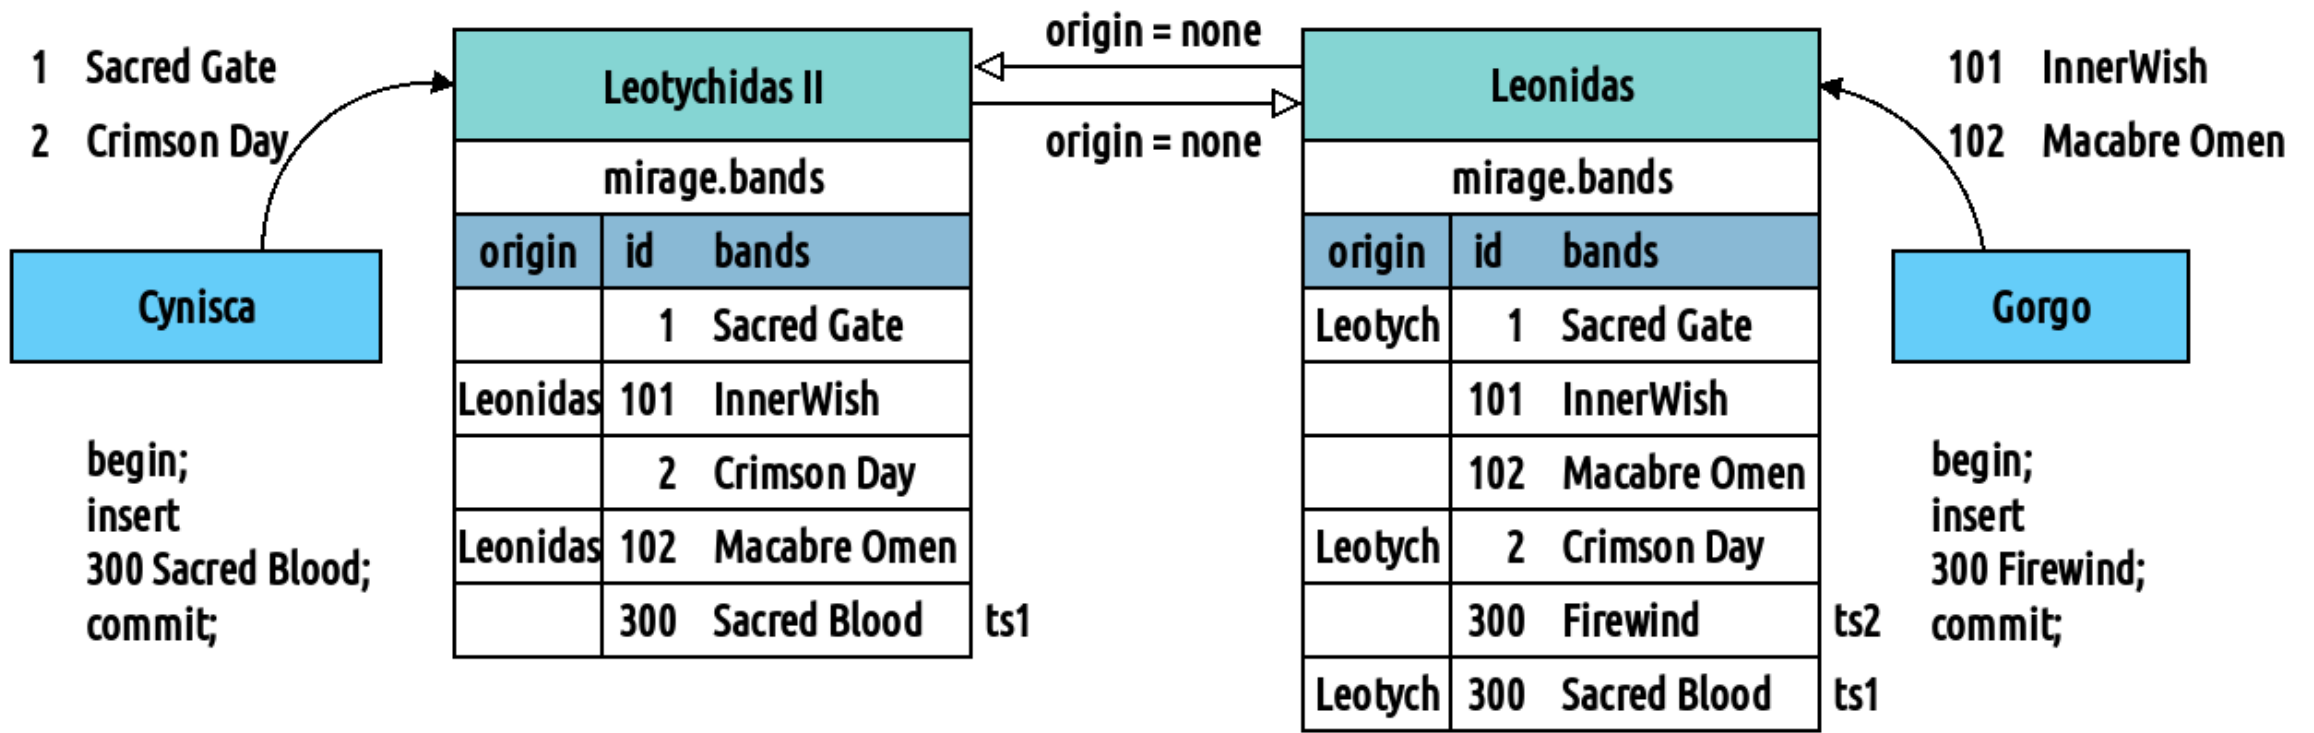 1 Sacred Gate
2 Crimson Day
Cynisca
begin;
insert
300 Sacred Blood;
commit;
Leotychidas II
mirage.bands
origin id bands
1 Sacred Gate
Leonidas 101 InnerWish
2 Crimson Day
Leonidas 102 Macabre Omen
300 Sacred Blood ts1
origin = none
origin = none
Leonidas
mirage.bands
origin id bands
Leotych 1 Sacred Gate
101 InnerWish
102 Macabre Omen
Leotych 2 Crimson Day
300 Firewind ts2
Leotych 300 Sacred Blood ts1
101 InnerWish
102 Macabre Omen
Gorgo
begin;
insert
300 Firewind;
commit;